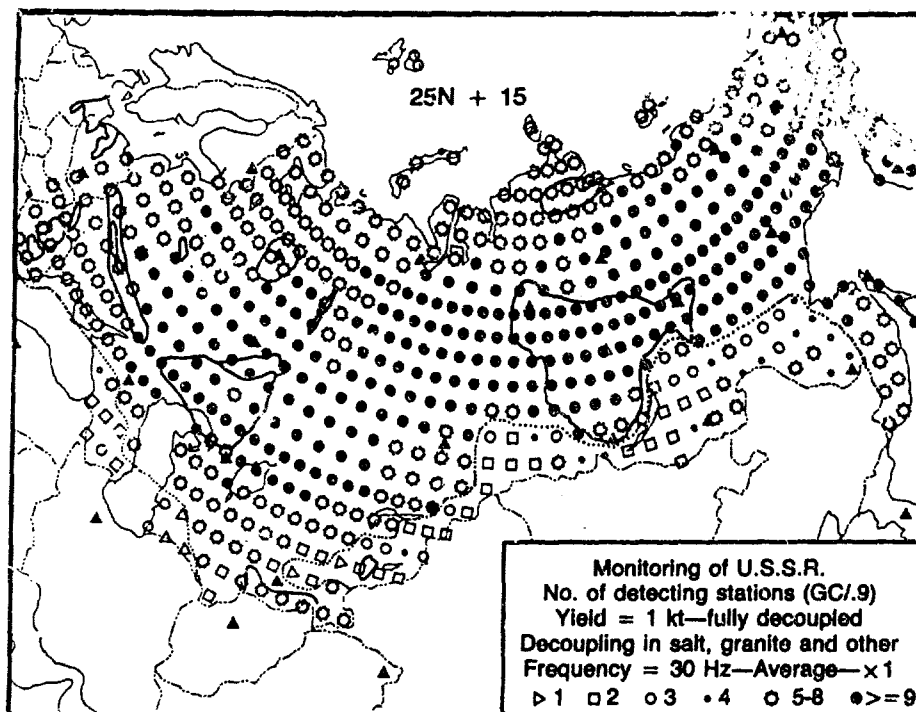 25N + 15
Monitoring of U.S.S.R.
No. of detecting stations (GC/.9)
Yield = 1 kt—fully decoupled
Decoupling in salt, granite and other
Frequency = 30 Hz—Average—×1
▷ 1 □ 2 ○ 3 • 4 ✪ 5-8 ●>=9